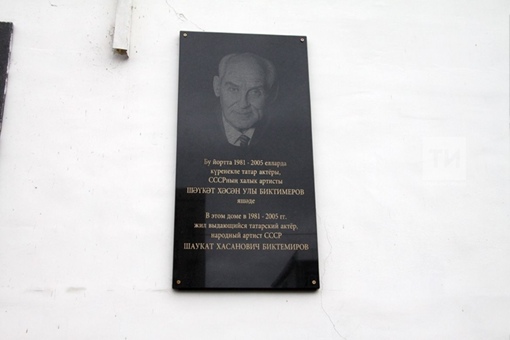 Бу йортта 1981 - 2005 елларда
күренекле татар актёры,
СССРның халык артисты
ШӘҮКӘТ ХӘСӘН УЛЫ БИКТИМЕРОВ
яшәде
В этом доме в 1981 - 2005 гг.
жил выдающийся татарский актёр,
народный артист СССР
ШАУКАТ ХАСАНОВИЧ БИКТЕМИРОВ